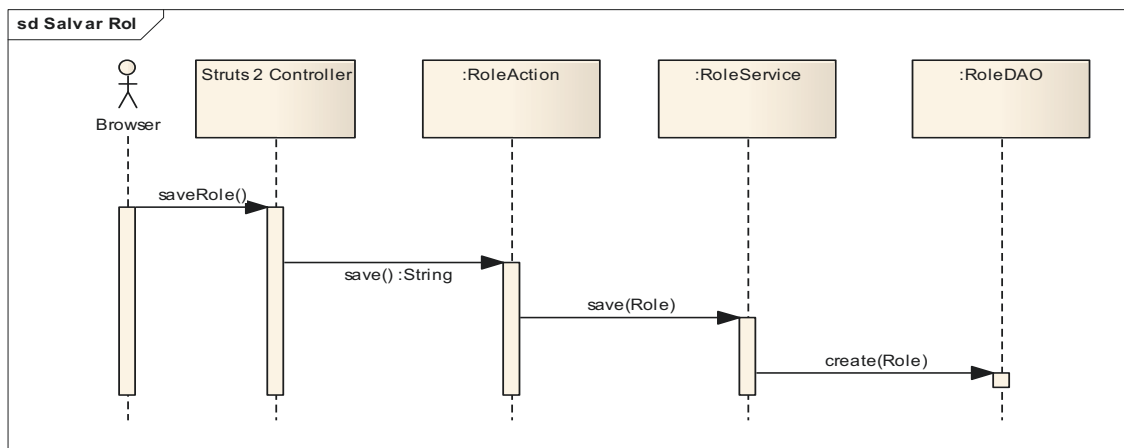 sd Salvar Rol
Struts 2 Controller
:RoleAction
:RoleService
:RoleDAO
Browser
saveRole()
save() :String
save(Role)
create(Role)